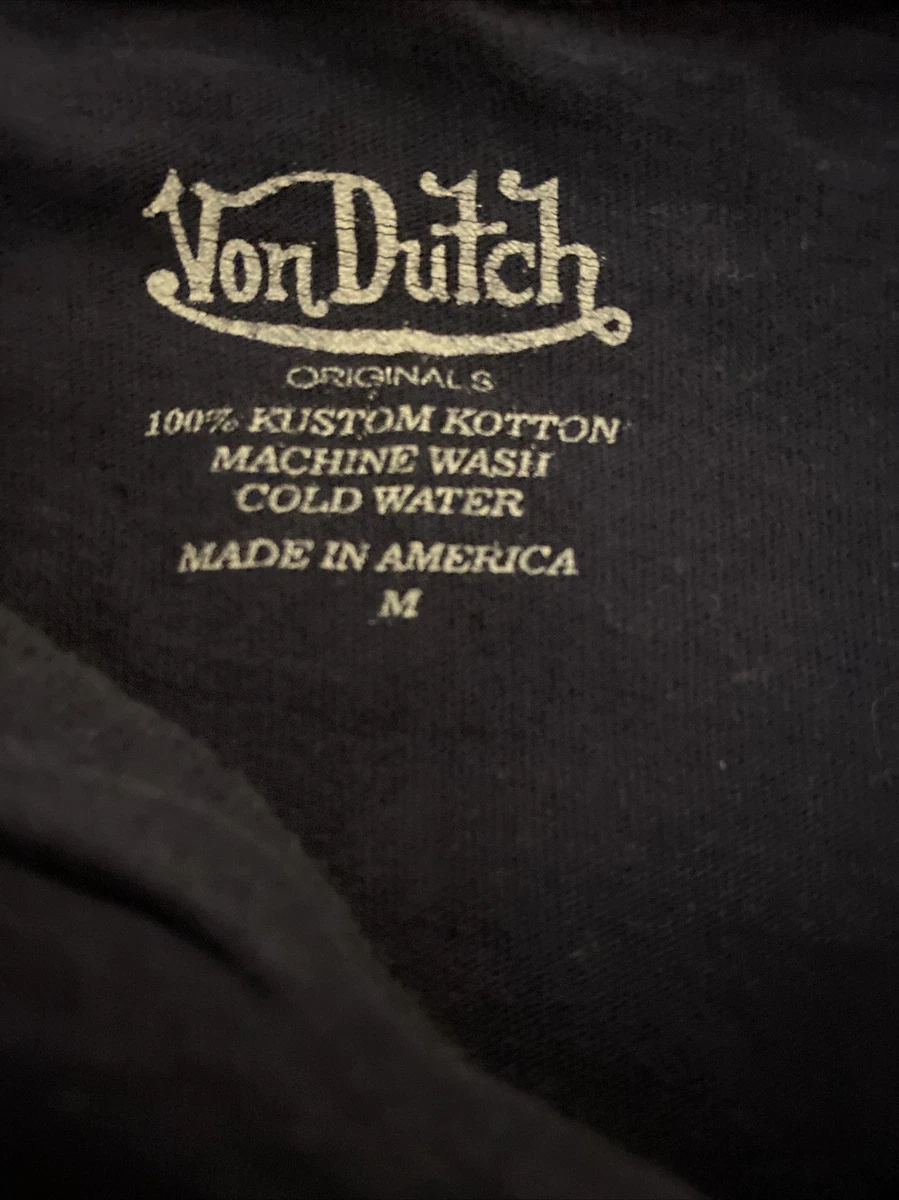 Von Dutch
ORIGINALS
100% KUSTOM KOTTON
MACHINE WASH
COLD WATER
MADE IN AMERICA
M